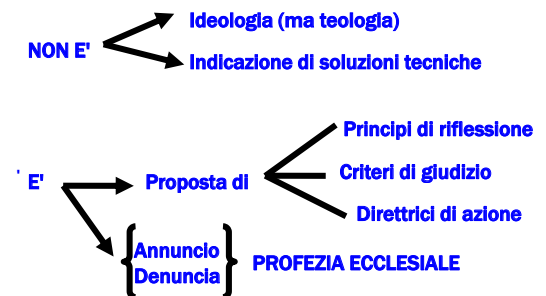 Ideologia (ma teologia)
NON E'
Indicazione di soluzioni tecniche
Principi di riflessione
Criteri di giudizio
' E'
Proposta di
Direttrici di azione
Annuncio
Denuncia
PROFEZIA ECCLESIALE